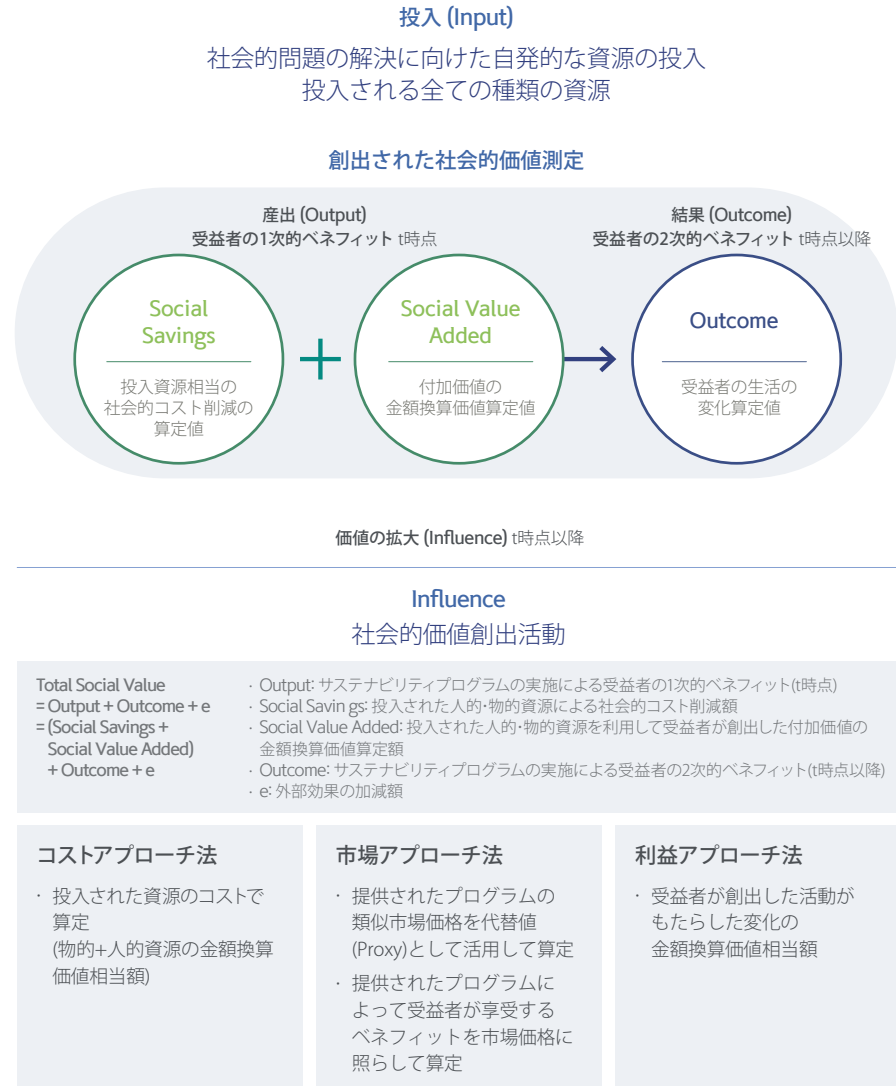 投入 (Input)
社会的問題の解決に向けた自発的な資源の投入
投入される全ての種類の資源
創出された社会的価値測定
産出 (Output)
受益者の1次的ベネフィット t時点
結果 (Outcome)
受益者の2次的ベネフィット t時点以降
Social
Savings
投入資源相当の
社会的コスト削減の
算定値
Social Value
Added
付加価値の
金額換算価値算定値
Outcome
受益者の生活の
変化算定値
価値の拡大 (Influence) t時点以降
Influence
社会的価値創出活動
Total Social Value
= Output + Outcome + e
= (Social Savings +
Social Value Added)
+ Outcome + e
· Output: サステナビリティプログラムの実施による受益者の1次的ベネフィット(t時点)
· Social Savin gs: 投入された人的・物的資源による社会的コスト削減額
· Social Value Added: 投入された人的・物的資源を利用して受益者が創出した付加価値の
金額換算価値算定額
· Outcome: サステナビリティプログラムの実施による受益者の2次的ベネフィット(t時点以降)
· e: 外部効果の加減額
コストアプローチ法
· 投入された資源のコストで
算定
(物的+人的資源の金額換算
価値相当額)
市場アプローチ法
· 提供されたプログラムの
類似市場価格を代替値
(Proxy)として活用して算定
· 提供されたプログラムに
よって受益者が享受する
ベネフィットを市場価格に
照らして算定
利益アプローチ法
· 受益者が創出した活動が
もたらした変化の
金額換算価値相当額